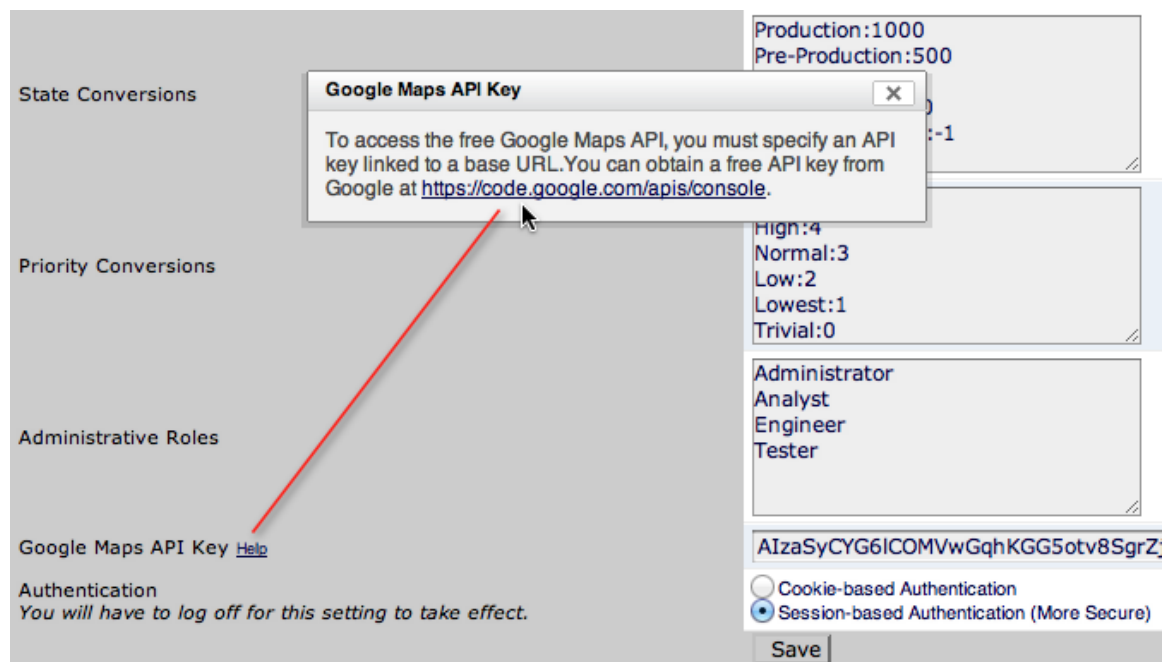 Production:1000
Pre-Production:500
State Conversions
Google Maps API Key
:-1
To access the free Google Maps API, you must specify an API
key linked to a base URL.You can obtain a free API key from
Google at https://code.google.com/apis/console.
High:4
Normal:3
Priority Conversions
Low:2
Lowest:1
Trivial:0
Administrator
Analyst
Engineer
Administrative Roles
Tester
Google Maps API Key Help
Authentication
You will have to log off for this setting to take effect.
Cookie-based Authentication
Session-based Authentication (More Secure)
Save